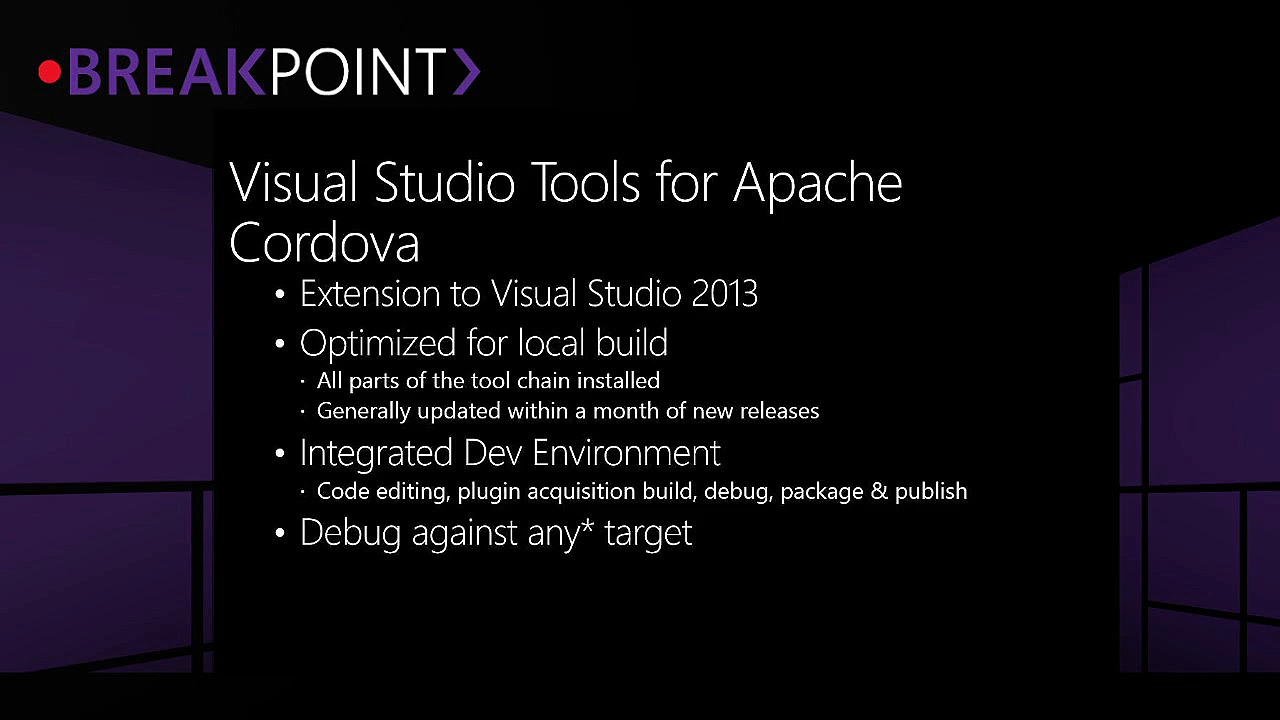 BREAKPOINT
Visual Studio Tools for Apache
Cordova
• Extension to Visual Studio 2013
• Optimized for local build
· All parts of the tool chain installed
· Generally updated within a month of new releases
• Integrated Dev Environment
· Code editing, plugin acquisition build, debug, package & publish
• Debug against any* target